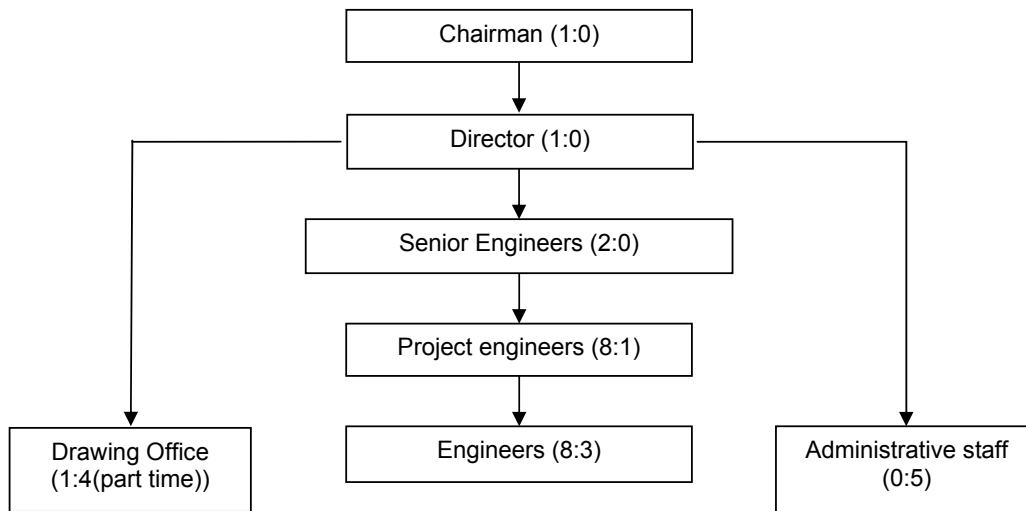 Chairman (1:0)
Director (1:0)
Senior Engineers (2:0)
Project engineers (8:1)
Engineers (8:3)
Drawing Office
(1:4(part time))
Administrative staff
(0:5)